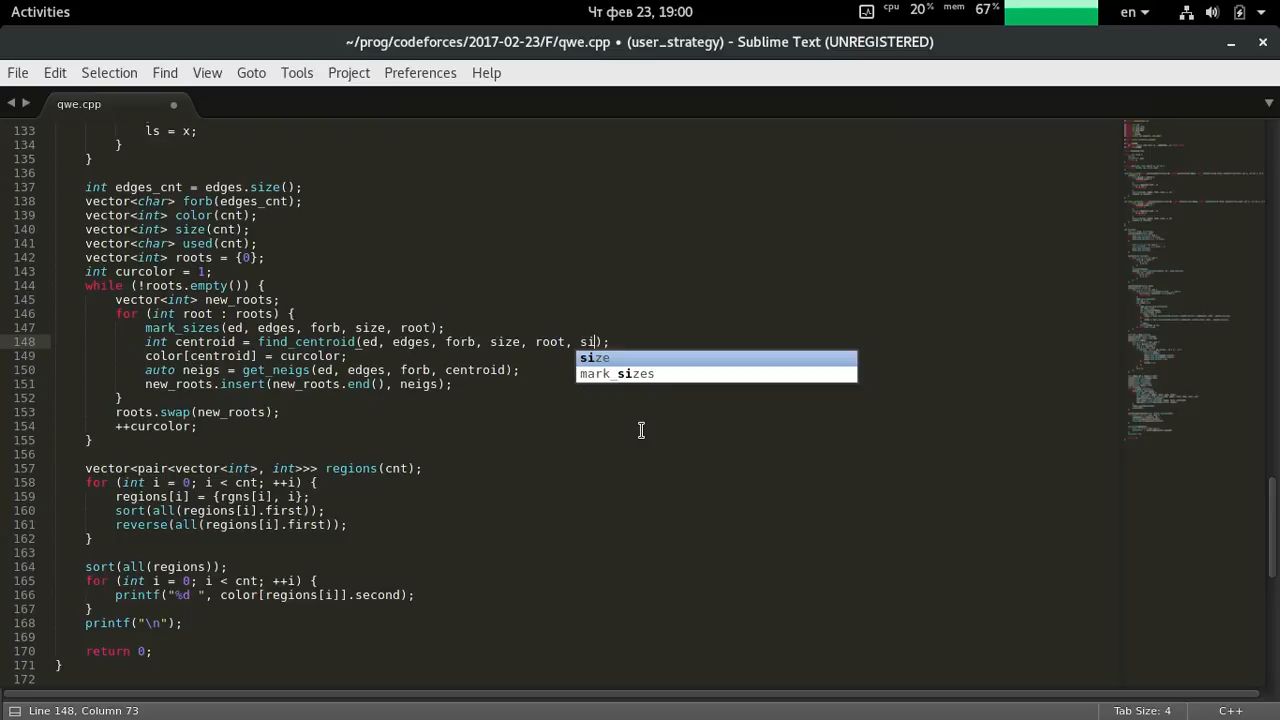 Activities
Чт фев 23, 19:00
cpu 20% mem 67%
en
~/prog/codeforces/2017-02-23/F/qwe.cpp • (user_strategy) - Sublime Text (UNREGISTERED)
File Edit Selection Find View Goto Tools Project Preferences Help
qwe.cpp
133 ls = x;
134 }
135 }
136
137 int edges_cnt = edges.size();
138 vector<char> forb(edges_cnt);
139 vector<int> color(cnt);
140 vector<int> size(cnt);
141 vector<char> used(cnt);
142 vector<int> roots = {0};
143 int curcolor = 1;
144 while (!roots.empty()) {
145 vector<int> new_roots;
146 for (int root : roots) {
147 mark_sizes(ed, edges, forb, size, root);
148 int centroid = find_centroid(ed, edges, forb, size, root, si);
149 color[centroid] = curcolor;
150 auto neigs = get_neigs(ed, edges, forb, centroid);
151 new_roots.insert(new_roots.end(), neigs);
152 }
153 roots.swap(new_roots);
154 ++curcolor;
155 }
156
157 vector<pair<vector<int>, int>>> regions(cnt);
158 for (int i = 0; i < cnt; ++i) {
159 regions[i] = {rgns[i], i};
160 sort(all(regions[i].first));
161 reverse(all(regions[i].first));
162 }
163
164 sort(all(regions));
165 for (int i = 0; i < cnt; ++i) {
166 printf("%d ", color[regions[i]].second);
167 }
168 printf("\n");
169
170 return 0;
171 }
172
size
mark_sizes
Line 148, Column 73
Tab Size: 4
C++